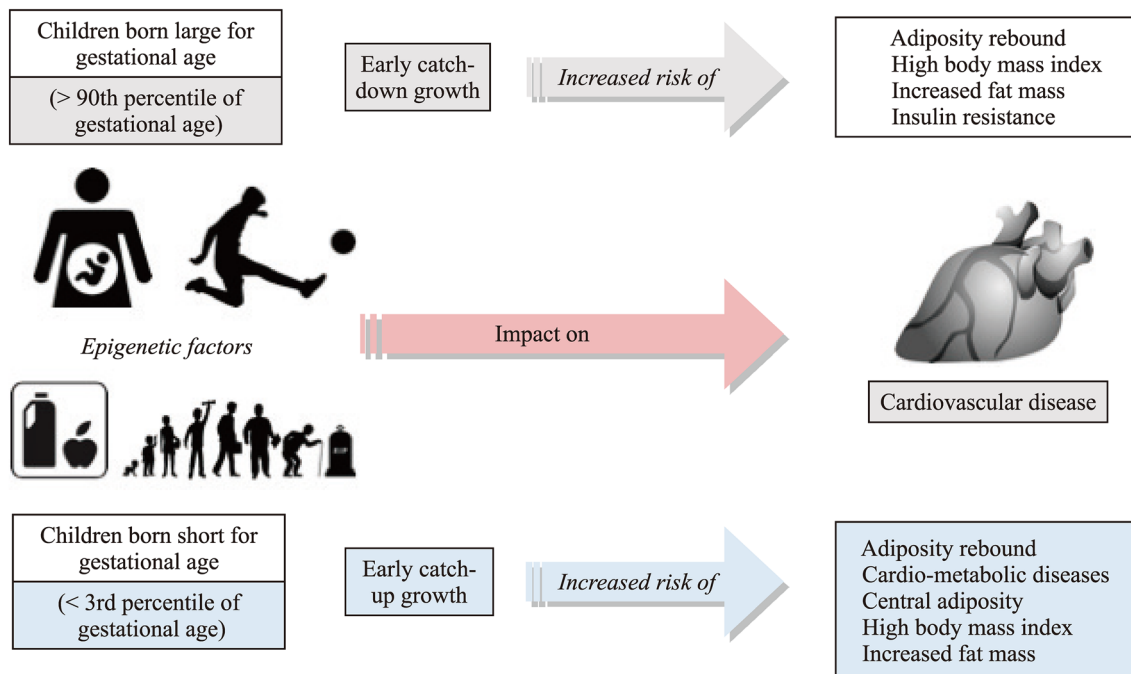 Children born large for
gestational age
(> 90th percentile of
gestational age)
Early catch-
down growth
Increased risk of
Adiposity rebound
High body mass index
Increased fat mass
Insulin resistance
Epigenetic factors
Impact on
Cardiovascular disease
Children born short for
gestational age
(< 3rd percentile of
gestational age)
Early catch-
up growth
Increased risk of
Adiposity rebound
Cardio-metabolic diseases
Central adiposity
High body mass index
Increased fat mass